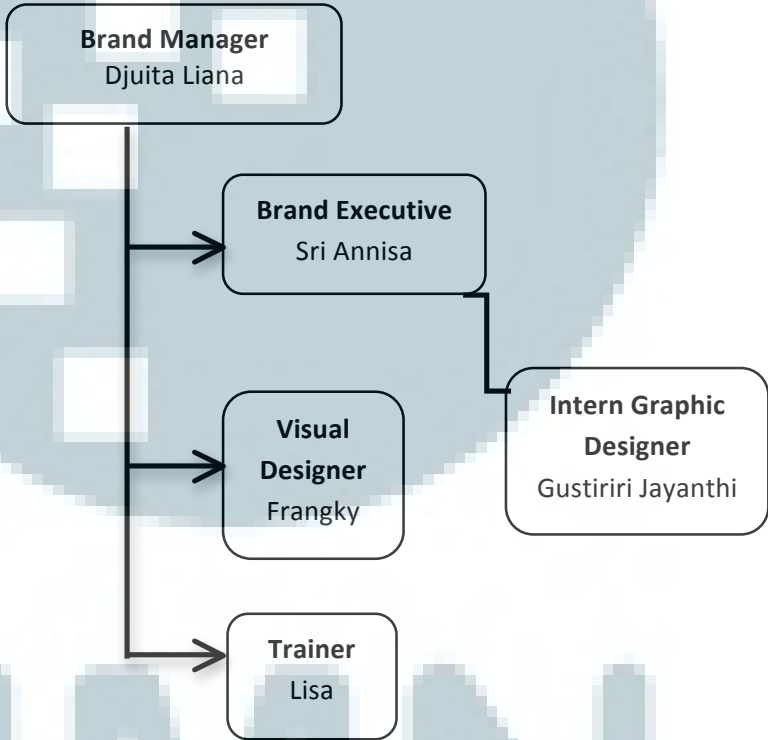 Brand Manager
Djuita Liana
Brand Executive
Sri Annisa
Visual
Designer
Frangky
Intern Graphic
Designer
Gustiriri Jayanthi
Trainer
Lisa